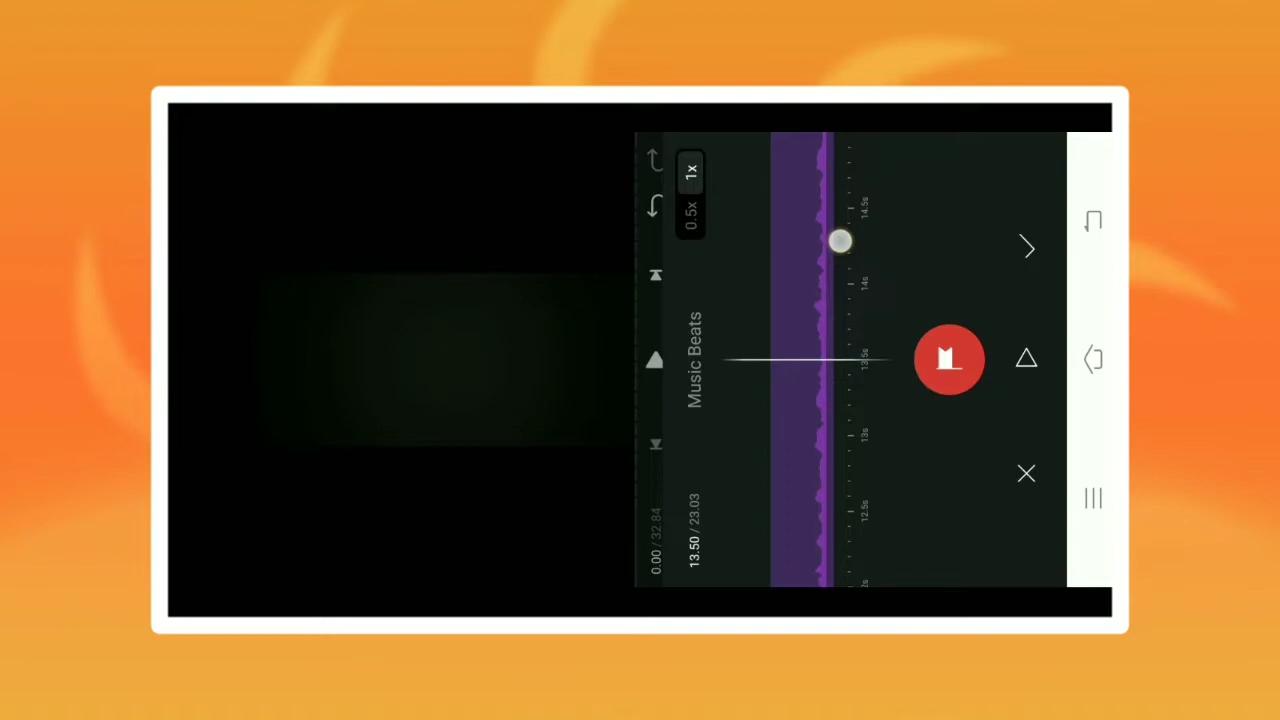 0.00 / 32.84
13.50 / 23.03
Music Beats
0.5x
1x
2s
12.5s
13s
13.5s
14s
14.5s